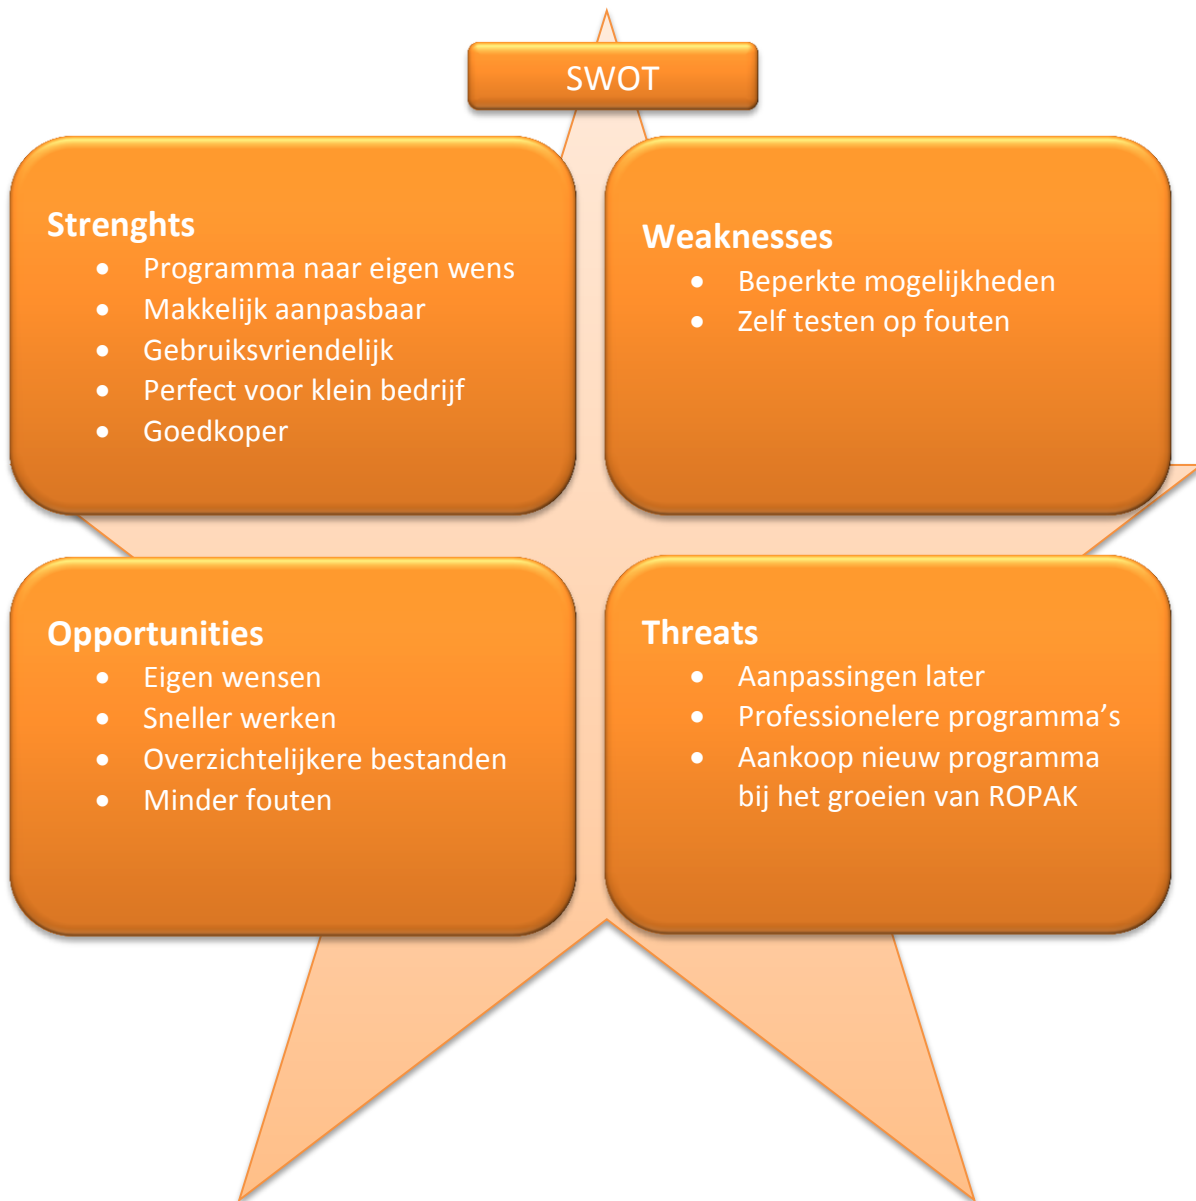 SWOT
Strenghts
• Programma naar eigen wens
• Makkelijk aanpasbaar
• Gebruiksvriendelijk
• Perfect voor klein bedrijf
• Goedkoper
Weaknesses
• Beperkte mogelijkheden
• Zelf testen op fouten
Opportunities
• Eigen wensen
• Sneller werken
• Overzichtelijkere bestanden
• Minder fouten
Threats
• Aanpassingen later
• Professionelere programma’s
• Aankoop nieuw programma
bij het groeien van ROPAK